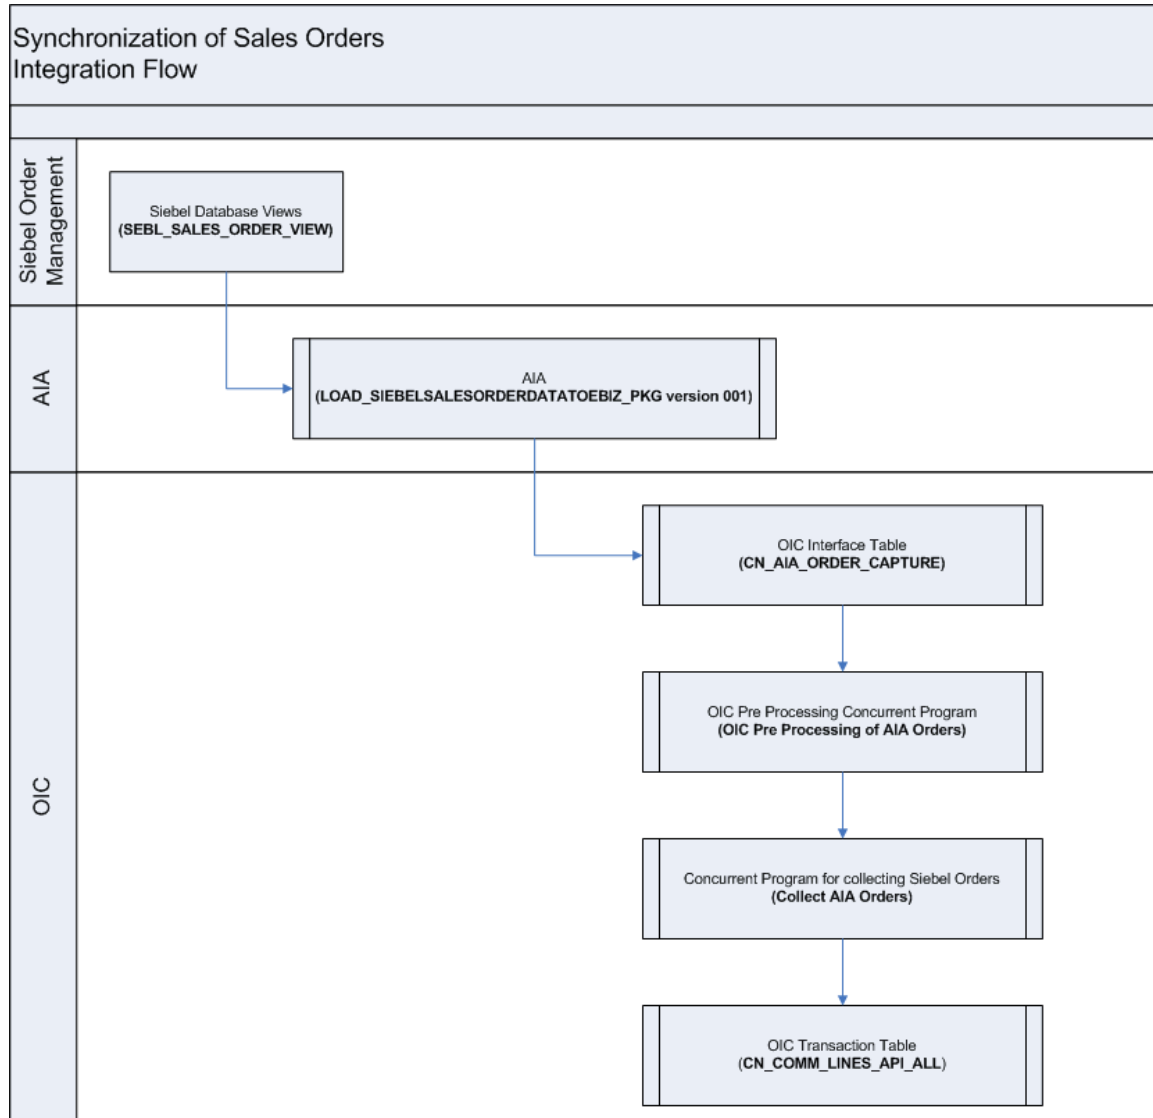 Synchronization of Sales Orders
Integration Flow
Siebel Order
Management
Siebel Database Views
(SEBL_SALES_ORDER_VIEW)
AIA
AIA
(LOAD_SIEBELSALESORDERDATATOEBIZ_PKG version 001)
OIC
OIC Interface Table
(CN_AIA_ORDER_CAPTURE)
OIC Pre Processing Concurrent Program
(OIC Pre Processing of AIA Orders)
Concurrent Program for collecting Siebel Orders
(Collect AIA Orders)
OIC Transaction Table
(CN_COMM_LINES_API_ALL)